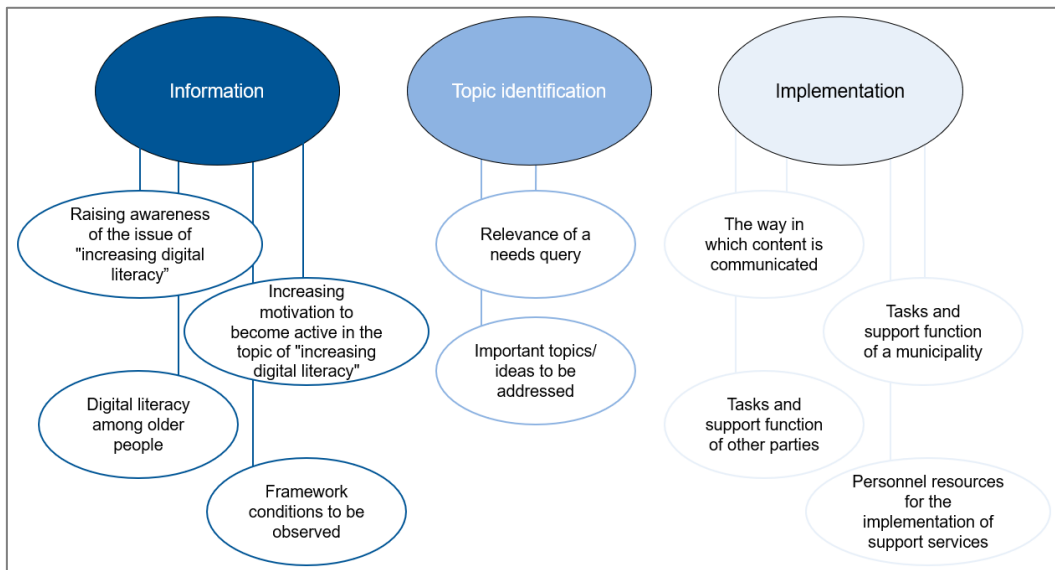 Information
Raising awareness
of the issue of
"increasing digital
literacy”
Increasing
motivation to
become active in the
topic of "increasing
digital literacy"
Digital literacy
among older
people
Framework
conditions to be
observed
Topic identification
Relevance of a
needs query
Important topics/
ideas to be
addressed
Implementation
The way in
which content is
communicated
Tasks and
support function
of a municipality
Tasks and
support function
of other parties
Personnel resources
for the
implementation of
support services